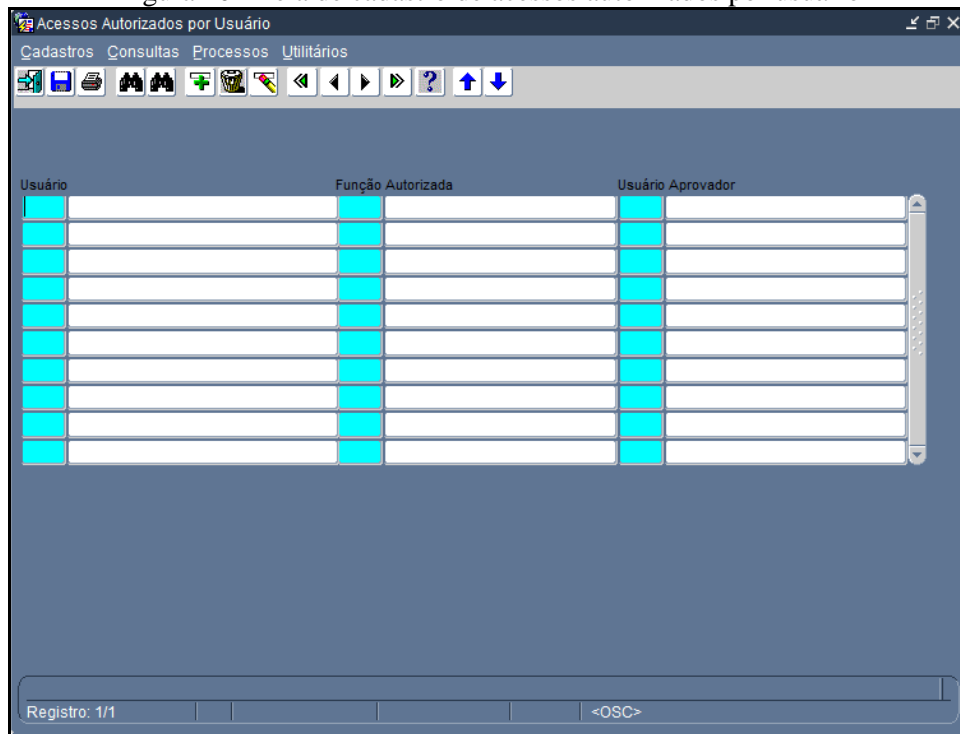 Acessos Autorizados por Usuário
Cadastros Consultas Processos Utilitários
Usuário Função Autorizada Usuário Aprovador
Registro: 1/1 <OSC>